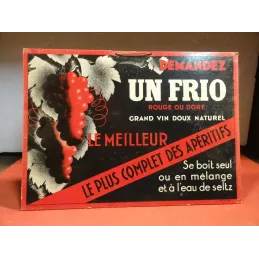 DEMANDEZ
UN FRIO
ROUGE OU DORÉ
GRAND VIN DOUX NATUREL
LE MEILLEUR
LE PLUS COMPLET DES APÉRITIFS
Se boit seul
ou en mélange
et à l'eau de seltz